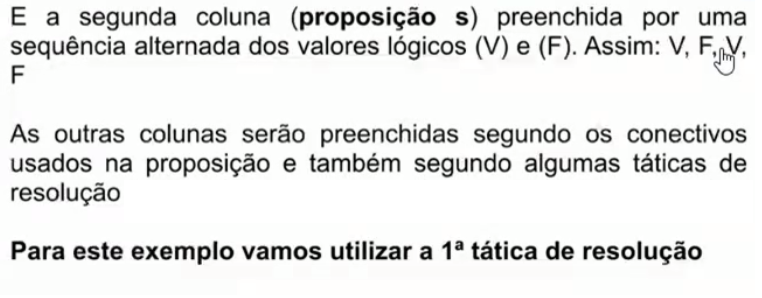 E a segunda coluna (proposição s) preenchida por uma
sequência alternada dos valores lógicos (V) e (F). Assim: V, F, V,
F
As outras colunas serão preenchidas segundo os conectivos
usados na proposição e também segundo algumas táticas de
resolução
Para este exemplo vamos utilizar a 1ª tática de resolução